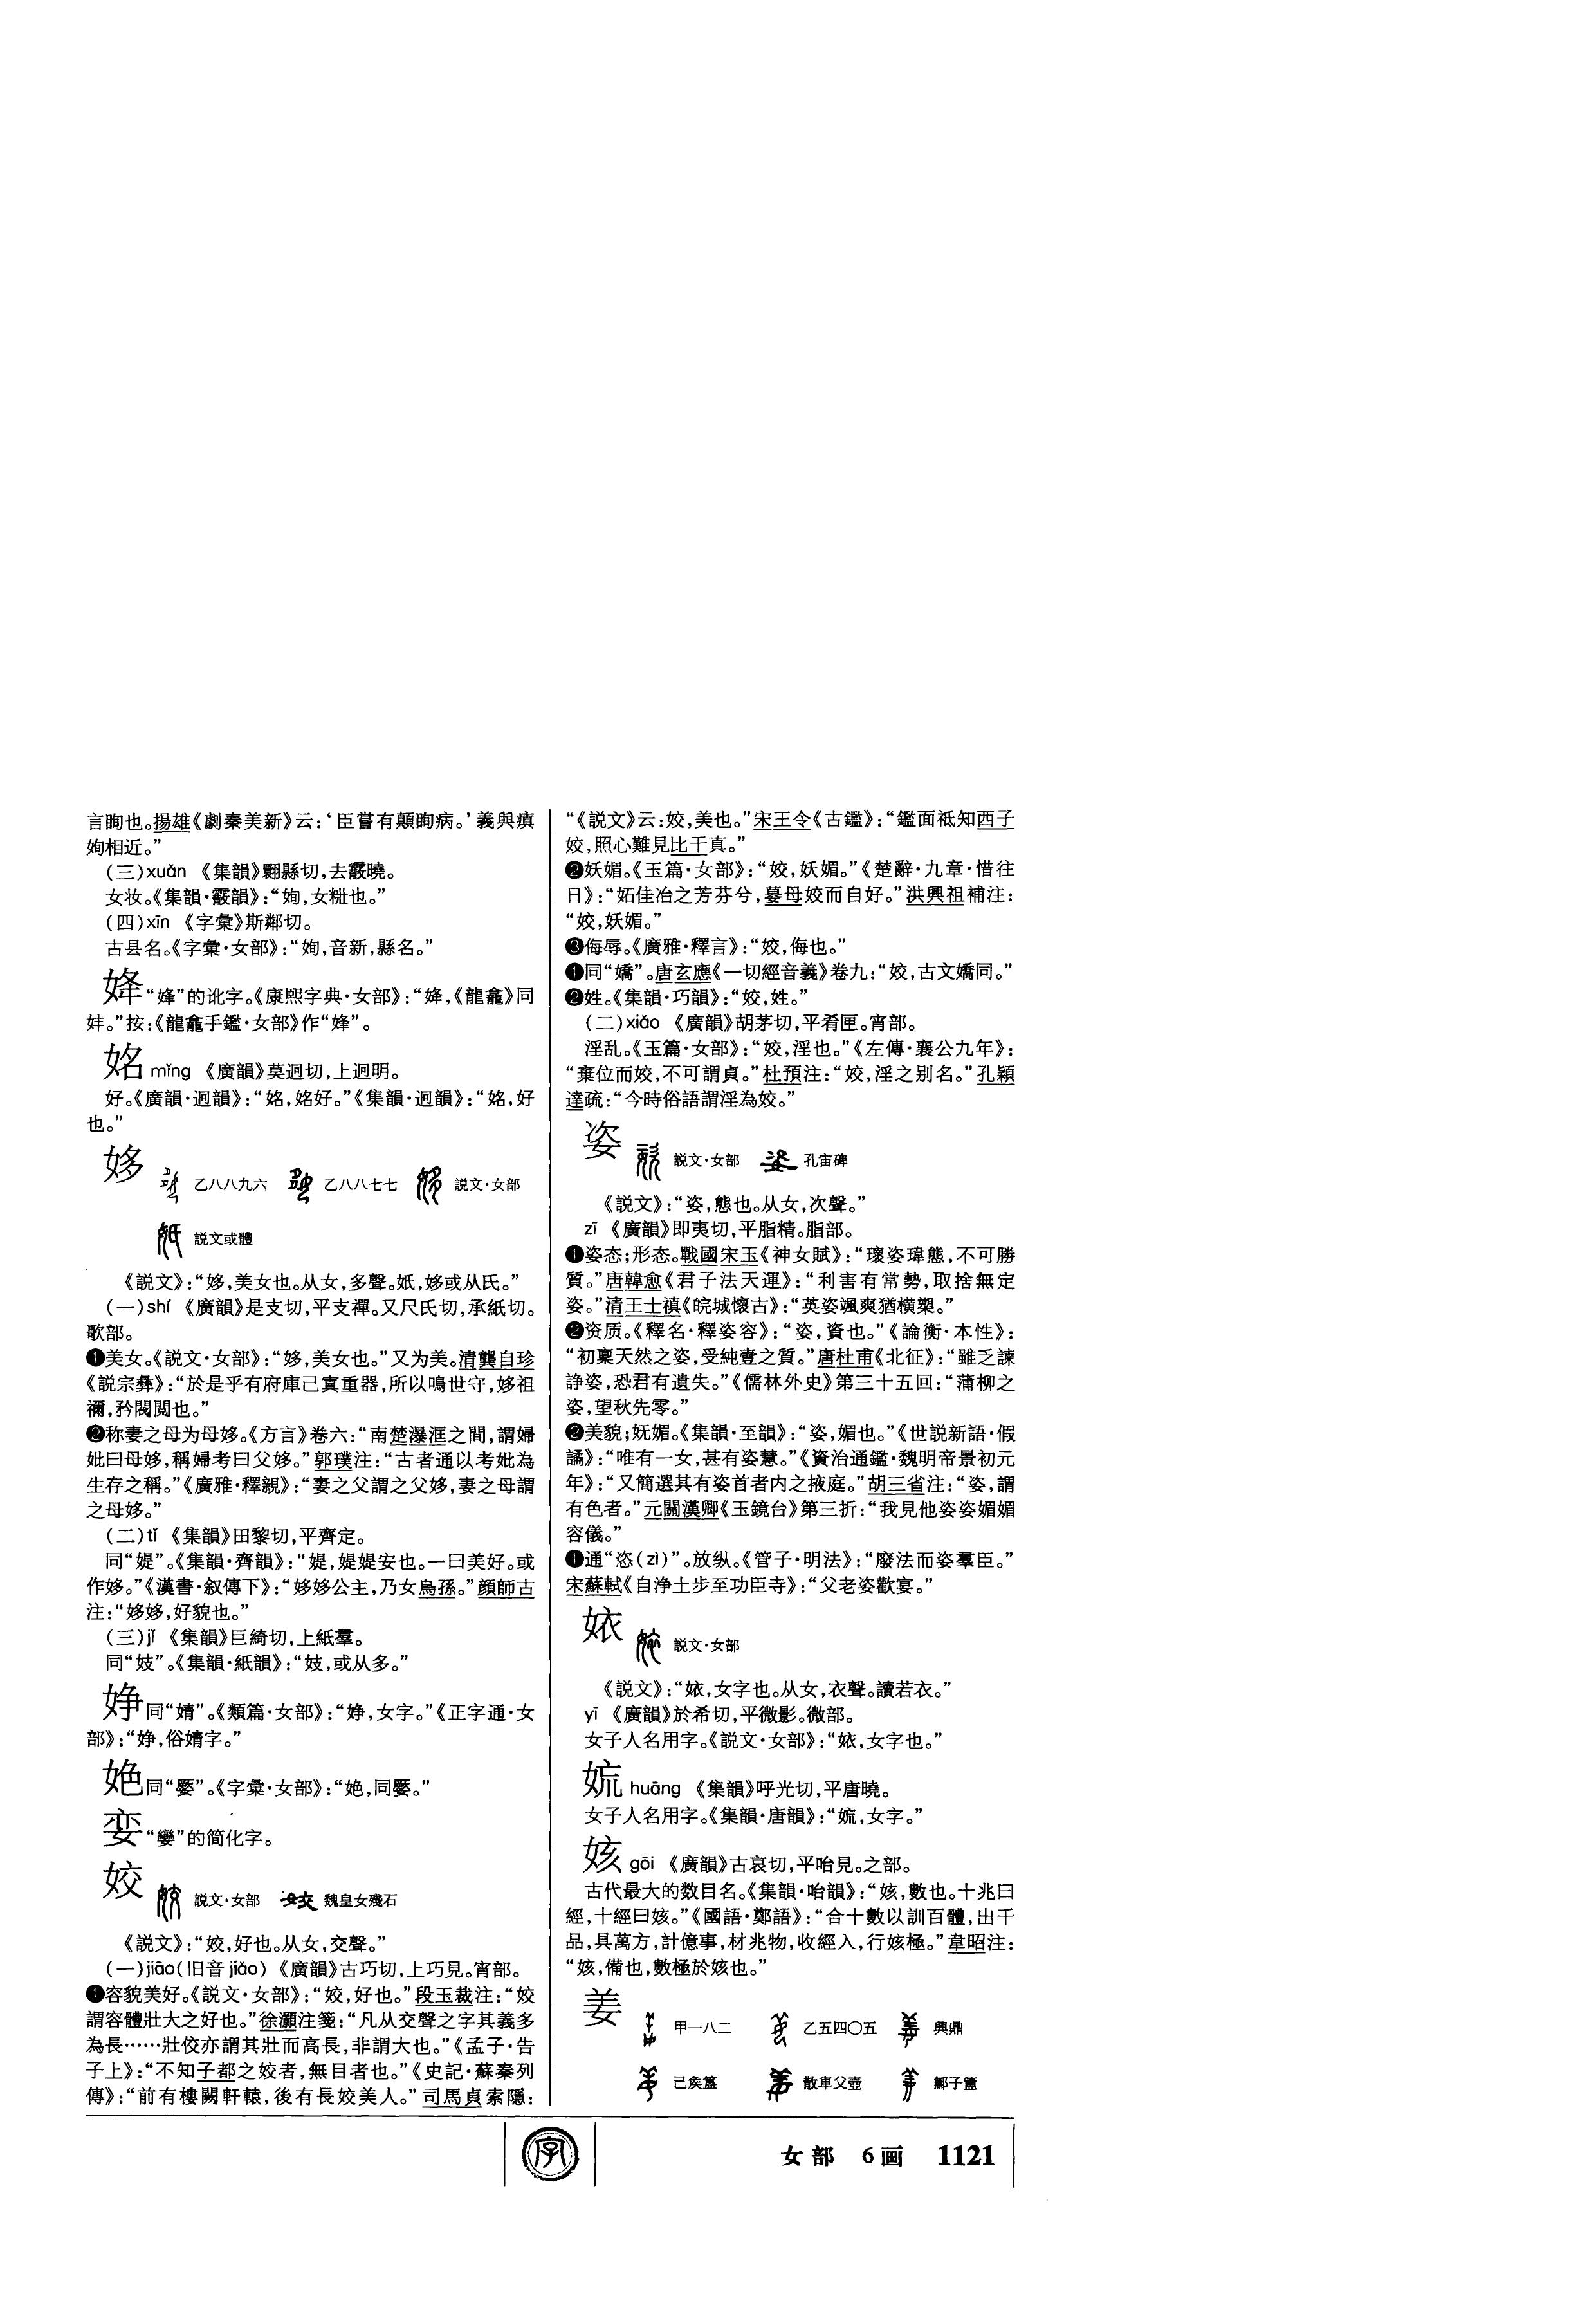 言眴也。揚雄《劇秦美新》云:‘臣嘗有顛眴病。’義與瘨
姰相近。”
(三)xuàn 《集韻》翾縣切,去霰曉。
女妆。《集韻·霰韻》:“姰,女粃也。”
(四)xīn 《字彙》斯鄰切。
古县名。《字彙·女部》:“姰,音新,縣名。”
“㛔”的讹字。《康熙字典·女部》:“《龍龕》同
妦。”按:《龍龕手鑑·女部》作
姳 mǐng 《廣韻》莫迥切,上迥明。
好。《廣韻·迥韻》:“姳,姳好。”《集韻·迥韻》:“姳,好
也。”
姼 乙八八九六 乙八八七七 説文·女部
説文或體
《説文》:“姼,美女也。从女,多聲。妧,姼或从氏。”
(一)shí 《廣韻》是支切,平支禪。又尺氏切,承紙切。
歌部。
❶美女。《説文·女部》:“姼,美女也。”又为美。清龔自珍
《説宗彝》:“於是乎有府庫已寘重器,所以鳴世守,姼祖
禰,矜閥閲也。”
❷称妻之母为母姼。《方言》卷六:“南楚瀑洭之間,謂婦
妣曰母姼,稱婦考曰父姼。”郭璞注:“古者通以考妣為
生存之稱。”《廣雅·釋親》:“妻之父謂之父姼,妻之母謂
之母姼。”
(二)tí 《集韻》田黎切,平齊定。
同“媞”。《集韻·齊韻》:“媞,媞媞安也。一曰美好。或
作姼。”《漢書·叙傳下》:“姼姼公主,乃女烏孫。”顔師古
注:“姼姼,好貌也。”
(三)jǐ 《集韻》巨綺切,上紙羣。
同“妓”。《集韻·紙韻》:“妓,或从多。”
妌同“婧”。《類篇·女部》:“女字。”《正字通·女
部》:“俗婧字。”
同“嫛”。《字彙·女部》:“同嫛。”
娈“孌”的简化字。
姣 説文·女部 魏皇女殘石
《説文》:“姣,好也。从女,交聲。”
(一)jiāo(旧音jiǎo) 《廣韻》古巧切,上巧見。宵部。
❶容貌美好。《説文·女部》:“姣,好也。”段玉裁注:“姣
謂容體壯大之好也。”徐灝注箋:“凡从交聲之字其義多
為長……壯佼亦謂其壯而高長,非謂大也。”《孟子·告
子上》:“不知子都之姣者,無目者也。”《史記·蘇秦列
傳》:“前有樓闕軒轅,後有長姣美人。”司馬貞索隱:
“《説文》云:姣,美也。”宋王令《古鑑》:“鑑面祇知西子
姣,照心難見比干真。”
❷妖媚。《玉篇·女部》:“姣,妖媚。”《楚辭·九章·惜往
日》:“妬佳冶之芳芬兮,嫫母姣而自好。”洪興祖補注:
“姣,妖媚。”
❸侮辱。《廣雅·釋言》:“姣,侮也。”
❶同“嬌”。唐玄應《一切經音義》卷九:“姣,古文嬌同。”
❷姓。《集韻·巧韻》:“姣,姓。”
(二)xiáo 《廣韻》胡茅切,平肴匣。宵部。
淫乱。《玉篇·女部》:“姣,淫也。”《左傳·襄公九年》:
“棄位而姣,不可謂貞。”杜預注:“姣,淫之别名。”孔穎
達疏:“今時俗語謂淫為姣。”
姿 説文·女部 孔宙碑
《説文》:“姿,態也。从女,次聲。”
zī 《廣韻》即夷切,平脂精。脂部。
❶姿态;形态。戰國宋玉《神女賦》:“瓌姿瑋態,不可勝
質。”唐韓愈《君子法天運》:“利害有常勢,取捨無定
姿。”清王士禛《皖城懷古》:“英姿颯爽猶横槊。”
❷资质。《釋名·釋姿容》:“姿,資也。”《論衡·本性》:
“初稟天然之姿,受純壹之質。”唐杜甫《北征》:“雖乏諫
諍姿,恐君有遺失。”《儒林外史》第三十五回:“蒲柳之
姿,望秋先零。”
❷美貌;妩媚。《集韻·至韻》:“姿,媚也。”《世説新語·假
譎》:“唯有一女,甚有姿慧。”《資治通鑑·魏明帝景初元
年》:“又簡選其有姿首者内之掖庭。”胡三省注:“姿,謂
有色者。”元關漢卿《玉鏡台》第三折:“我見他姿姿媚媚
容儀。”
❶通“恣(zì)”。放纵。《管子·明法》:“廢法而姿羣臣。”
宋蘇軾《自浄土步至功臣寺》:“父老姿歡宴。”
㛄 説文·女部
《説文》:“㛄,女字也。从女,衣聲。讀若衣。”
yī 《廣韻》於希切,平微影。微部。
女子人名用字。《説文·女部》:“㛄,女字也。”
㠩 huāng 《集韻》呼光切,平唐曉。
女子人名用字。《集韻·唐韻》:“女字。”
姟 gāi 《廣韻》古哀切,平咍見。之部。
古代最大的数目名。《集韻·咍韻》:“姟,數也。十兆曰
經,十經曰姟。”《國語·鄭語》:“合十數以訓百體,出千
品,具萬方,計億事,材兆物,收經入,行姟極。”韋昭注:
“姟,備也,數極於姟也。”
姜 甲一八二 乙五四〇五 興鼎
己矦簋 散車父壺 鄦子簠
女部 6画 1121